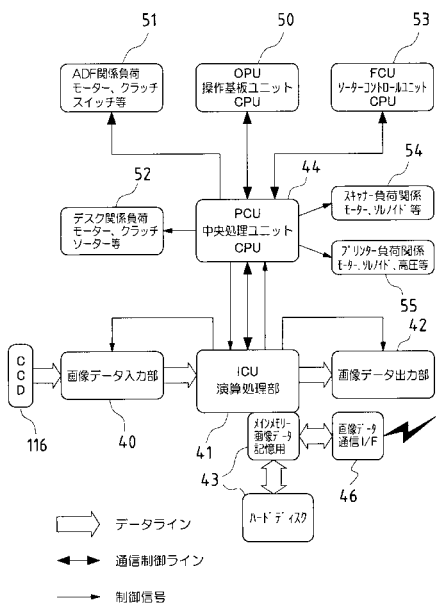 51
50
53
ADF関係負荷
モーター、クラッチ
スイッチ等
OPU
操作基板ユニット
CPU
FCU
ソーターコントロールユニット
CPU
52
44
54
デスク関係負荷
モーター、クラッチ
ソーター等
PCU
中央処理ユニット
CPU
スキャナー負荷関係
モータ、ソルノイド等
プリンター負荷関係
モータ、ソルノイド、高圧等
55
42
CCD
画像データ入力部
ICU
演算処理部
画像データ出力部
116
40
41
メインメモリー
画像データ
記憶用
画像データ
通信I/F
43
46
ハードディスク
データライン
通信制御ライン
制御信号